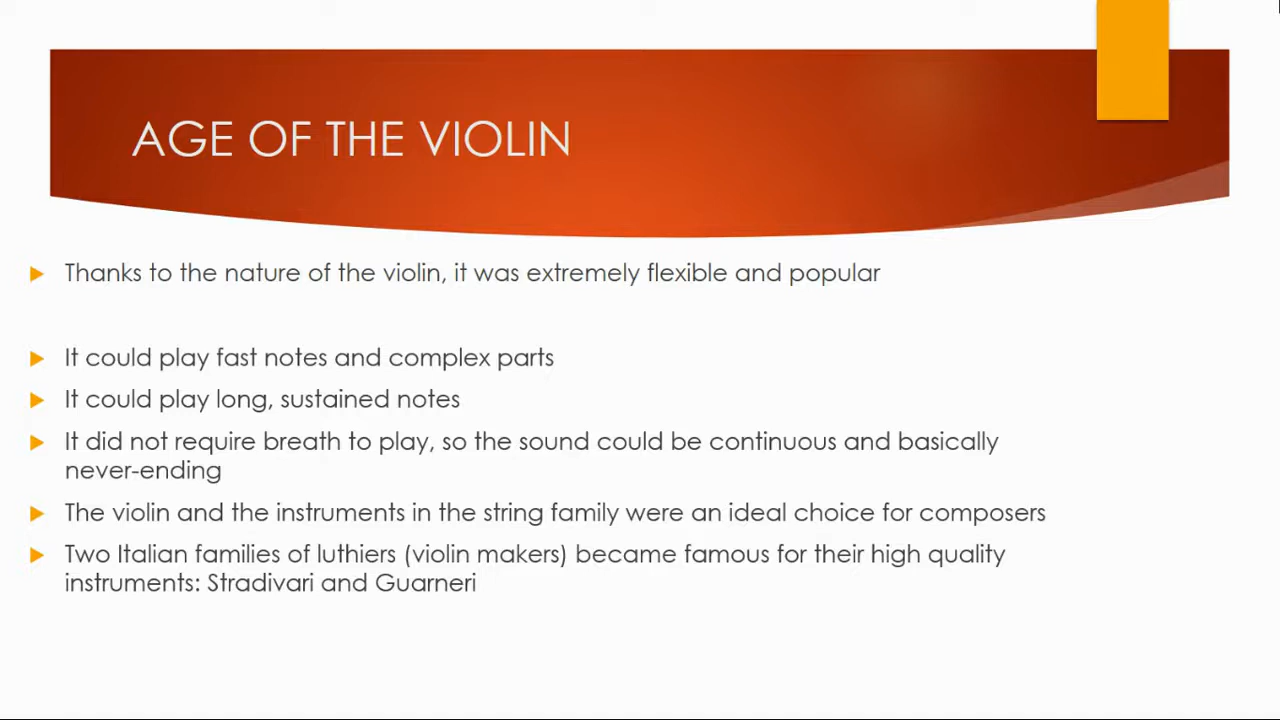 AGE OF THE VIOLIN
Thanks to the nature of the violin, it was extremely flexible and popular
It could play fast notes and complex parts
It could play long, sustained notes
It did not require breath to play, so the sound could be continuous and basically
never-ending
The violin and the instruments in the string family were an ideal choice for composers
Two Italian families of luthiers (violin makers) became famous for their high quality
instruments: Stradivari and Guarneri